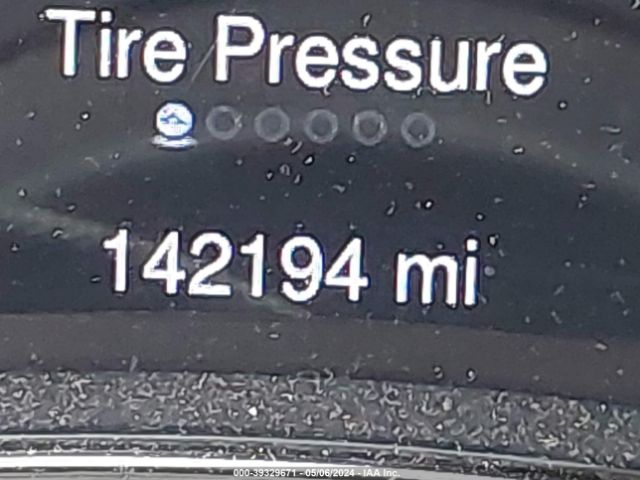 Tire Pressure
142194 mi
000-39329671 - 05/06/2024 - IAA Inc.